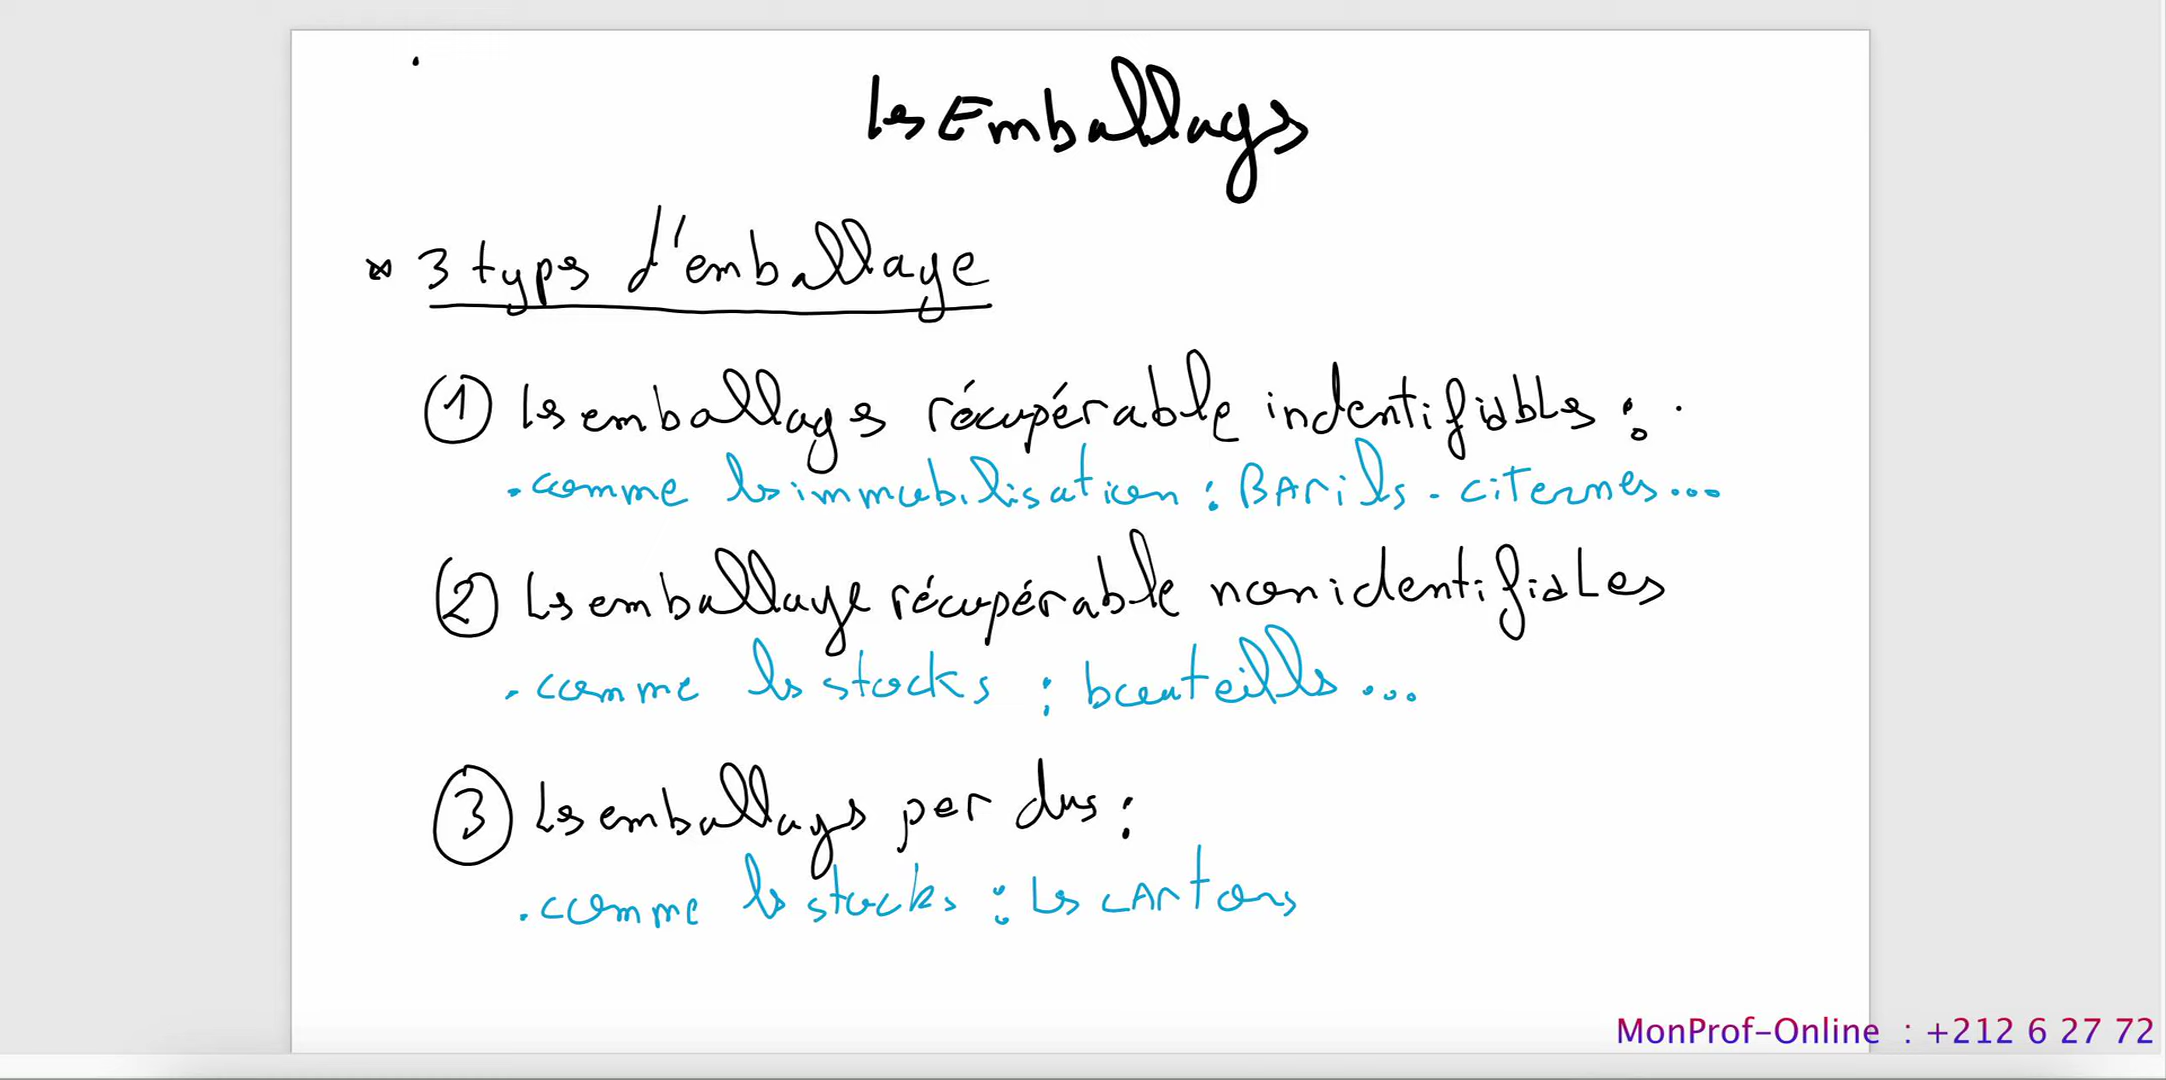 les Emballages
* 3 types d'emballage
① les emballages récupérable indentifiables :
. comme les immobilisation : BArils - citernes...
② Les emballage récupérable non identifiables
. comme les stocks : bouteilles...
③ Les emballages perdus :
. comme les stocks : les cArtons
MonProf-Online : +212 6 27 72